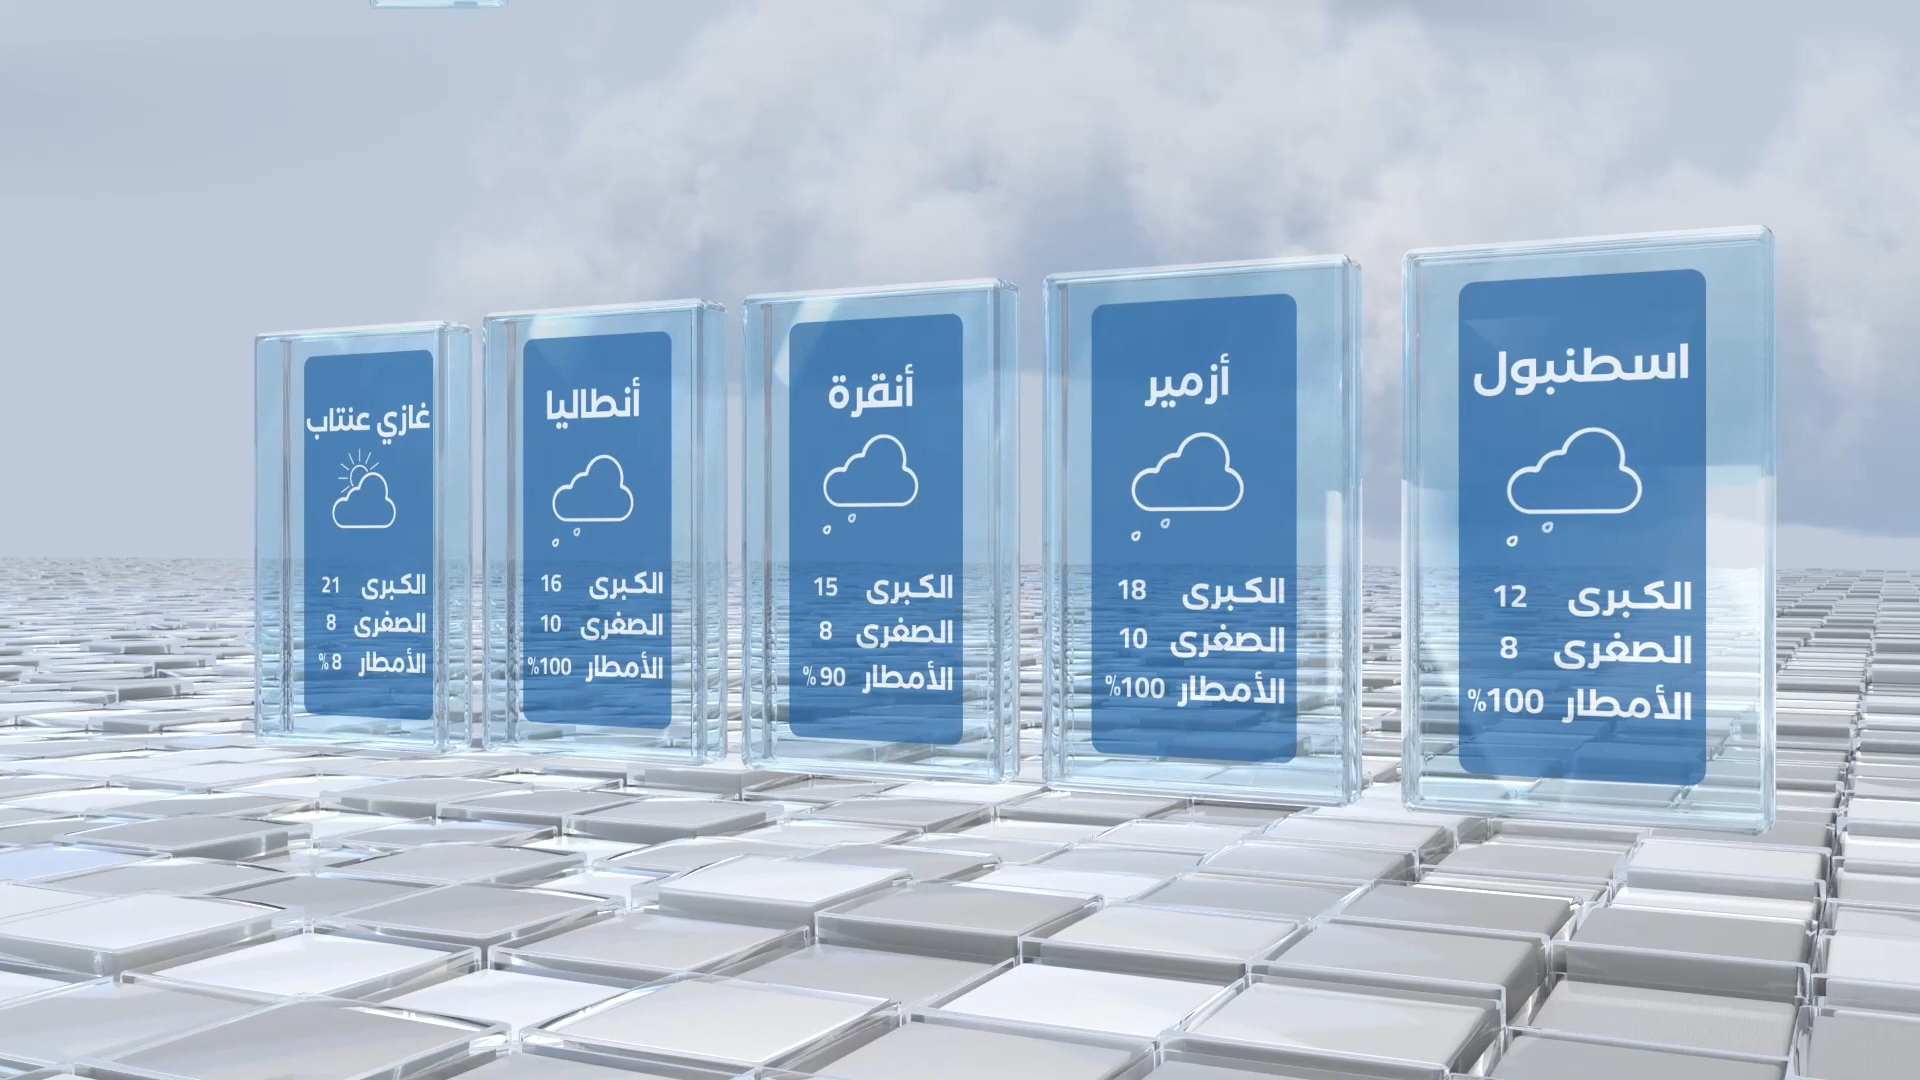 اسطنبول
الكبرى 12
الصغرى 8
الأمطار 100%
أزمير
الكبرى 18
الصغرى 10
الأمطار 100%
أنقرة
الكبرى 15
الصغرى 8
الأمطار 90%
أنطاليا
الكبرى 16
الصغرى 10
الأمطار 100%
غازي عنتاب
الكبرى 21
الصغرى 8
الأمطار 8%